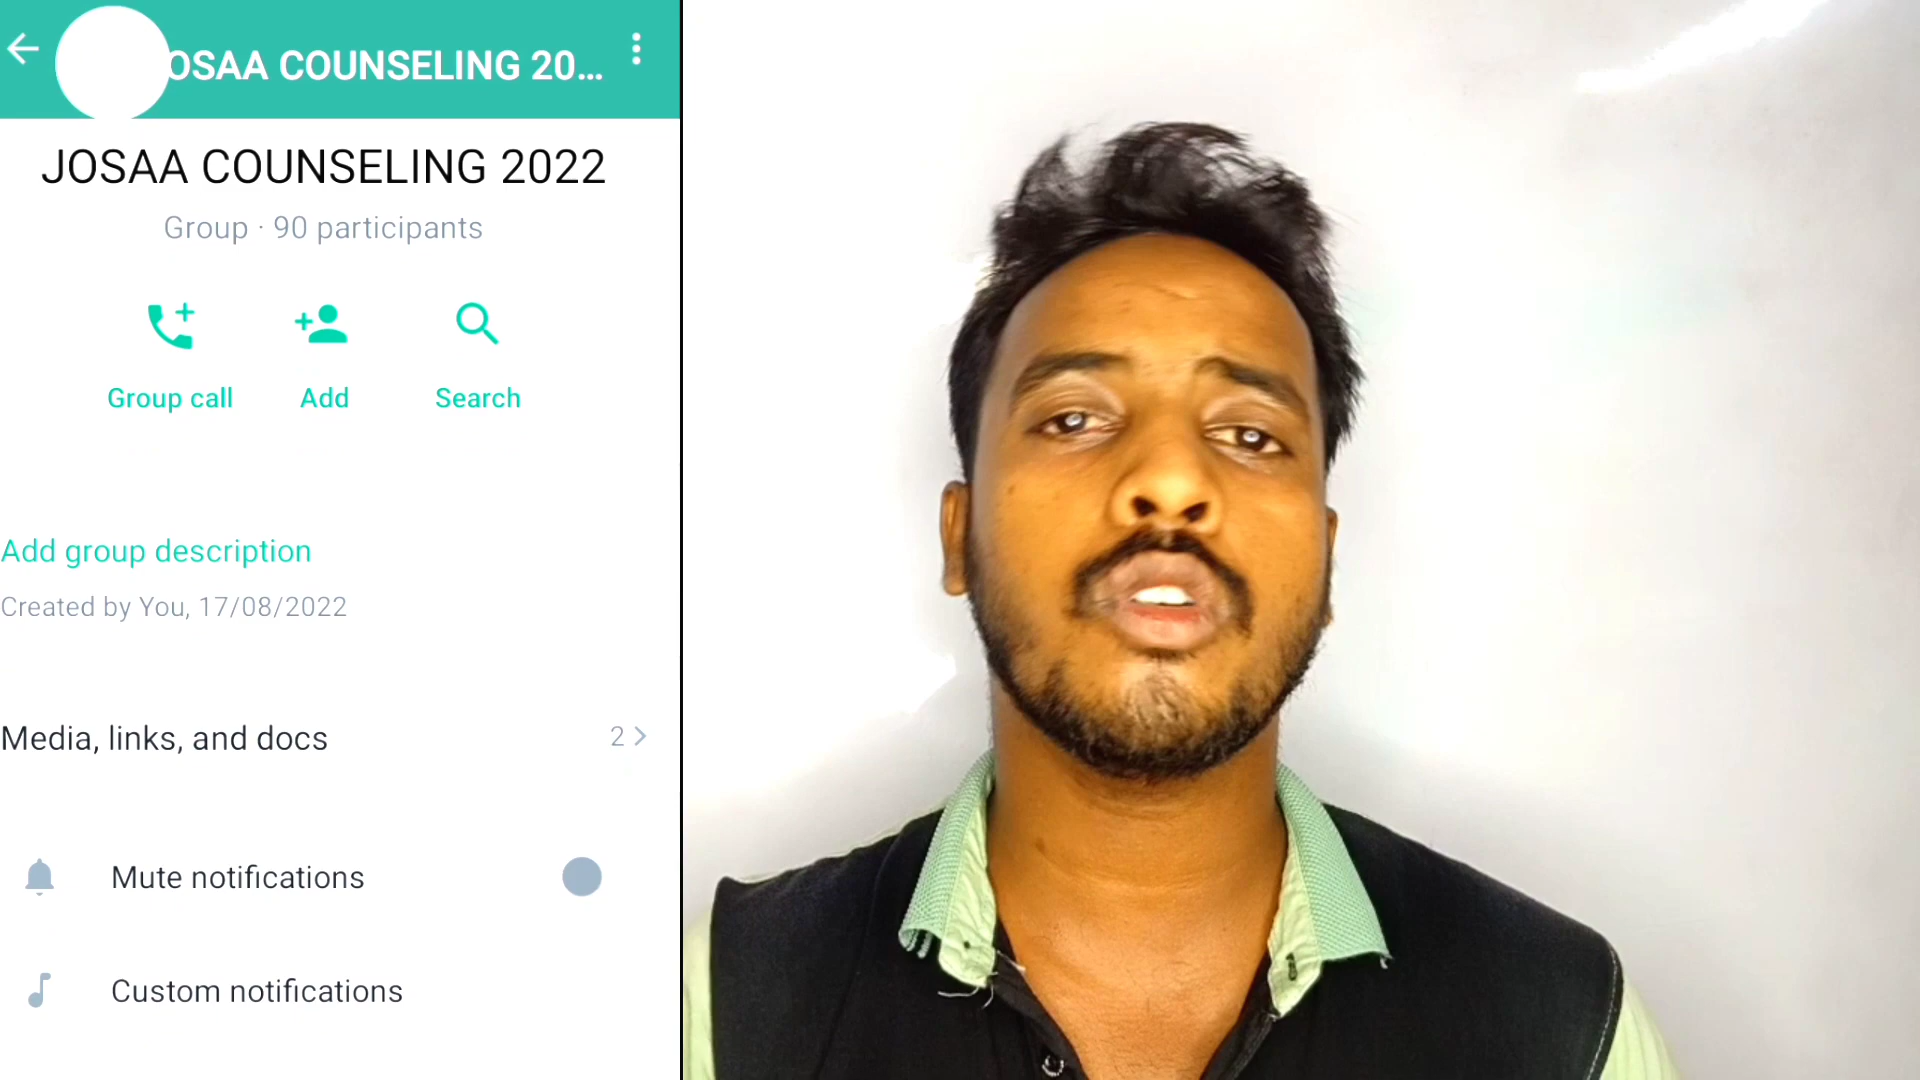 OSAA COUNSELING 20...
JOSAA COUNSELING 2022
Group · 90 participants
Group call
Add
Search
Add group description
Created by You, 17/08/2022
Media, links, and docs
2
Mute notifications
Custom notifications